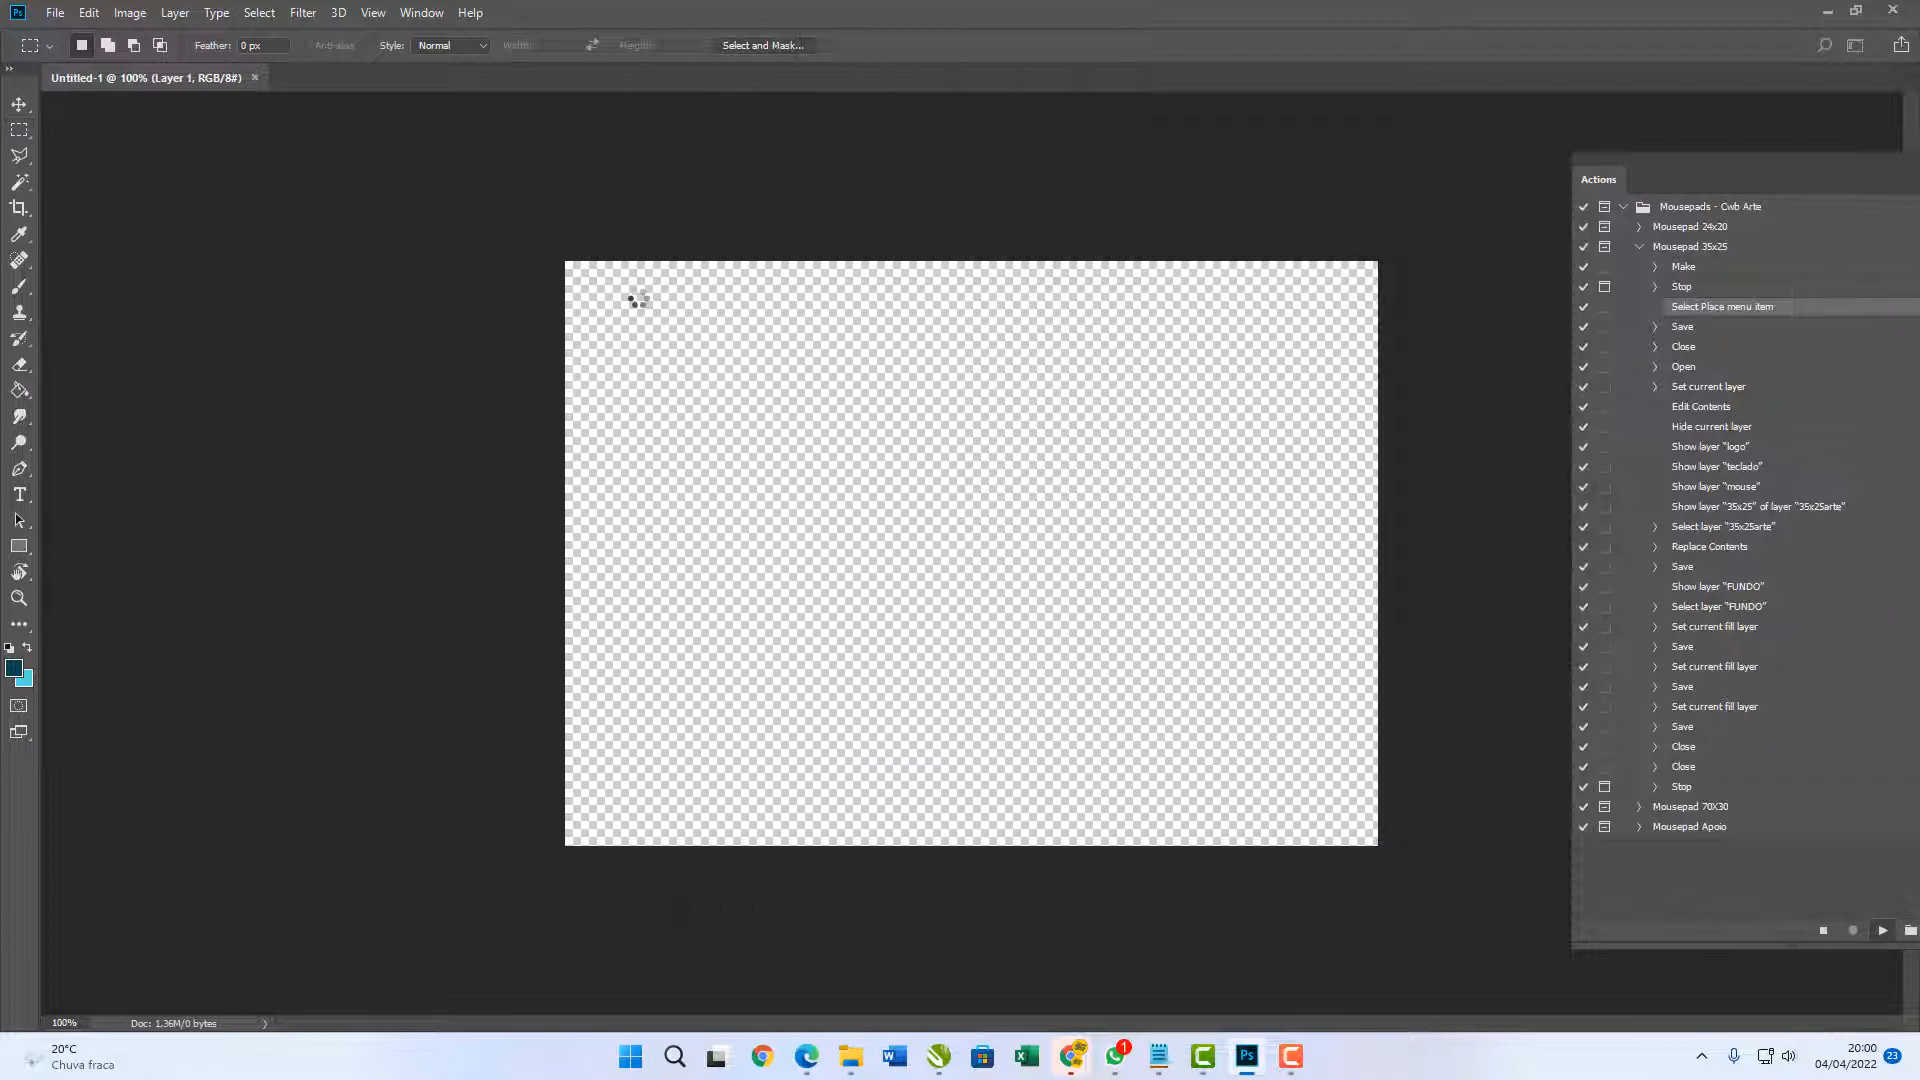 Ps File Edit Image Layer Type Select Filter 3D View Window Help
Feather: 0 px Anti-alias Style: Normal Width: Height: Select and Mask...
Untitled-1 @ 100% (Layer 1, RGB/8#)
Actions
Mousepads - Cwb Arte
Mousepad 24x20
Mousepad 35x25
Make
Stop
Select Place menu item
Save
Close
Open
Set current layer
Edit Contents
Hide current layer
Show layer "logo"
Show layer "teclado"
Show layer "mouse"
Show layer "35x25" of layer "35x25arte"
Select layer "35x25arte"
Replace Contents
Save
Show layer "FUNDO"
Select layer "FUNDO"
Set current fill layer
Save
Set current fill layer
Save
Set current fill layer
Save
Close
Close
Stop
Mousepad 70X30
Mousepad Apoio
100% Doc: 1,36M/0 bytes
20°C
Chuva fraca
1
Ps
20:00
04/04/2022
23